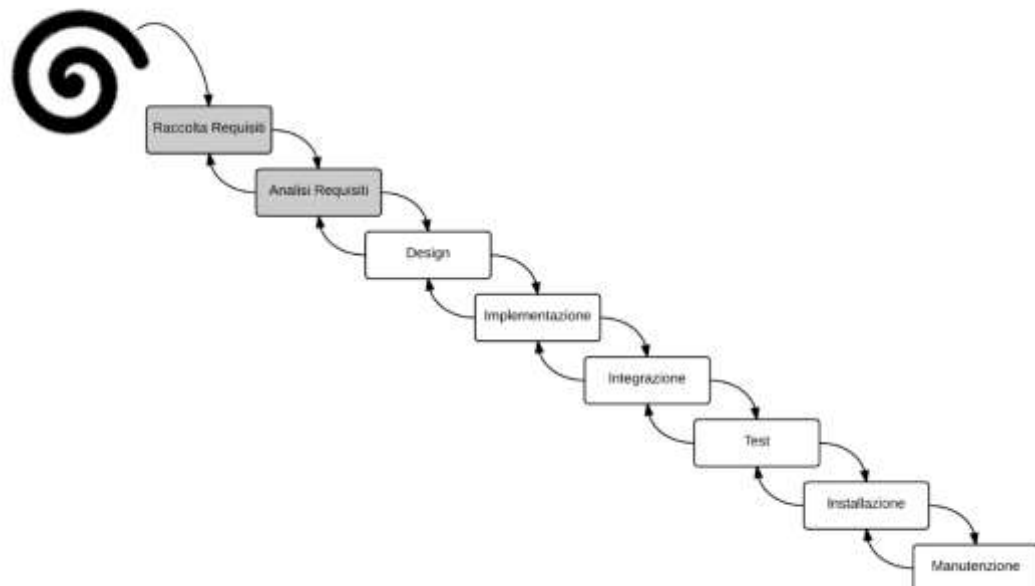 Raccolta Requisiti
Analisi Requisiti
Design
Implementazione
Integrazione
Test
Installazione
Manutenzione